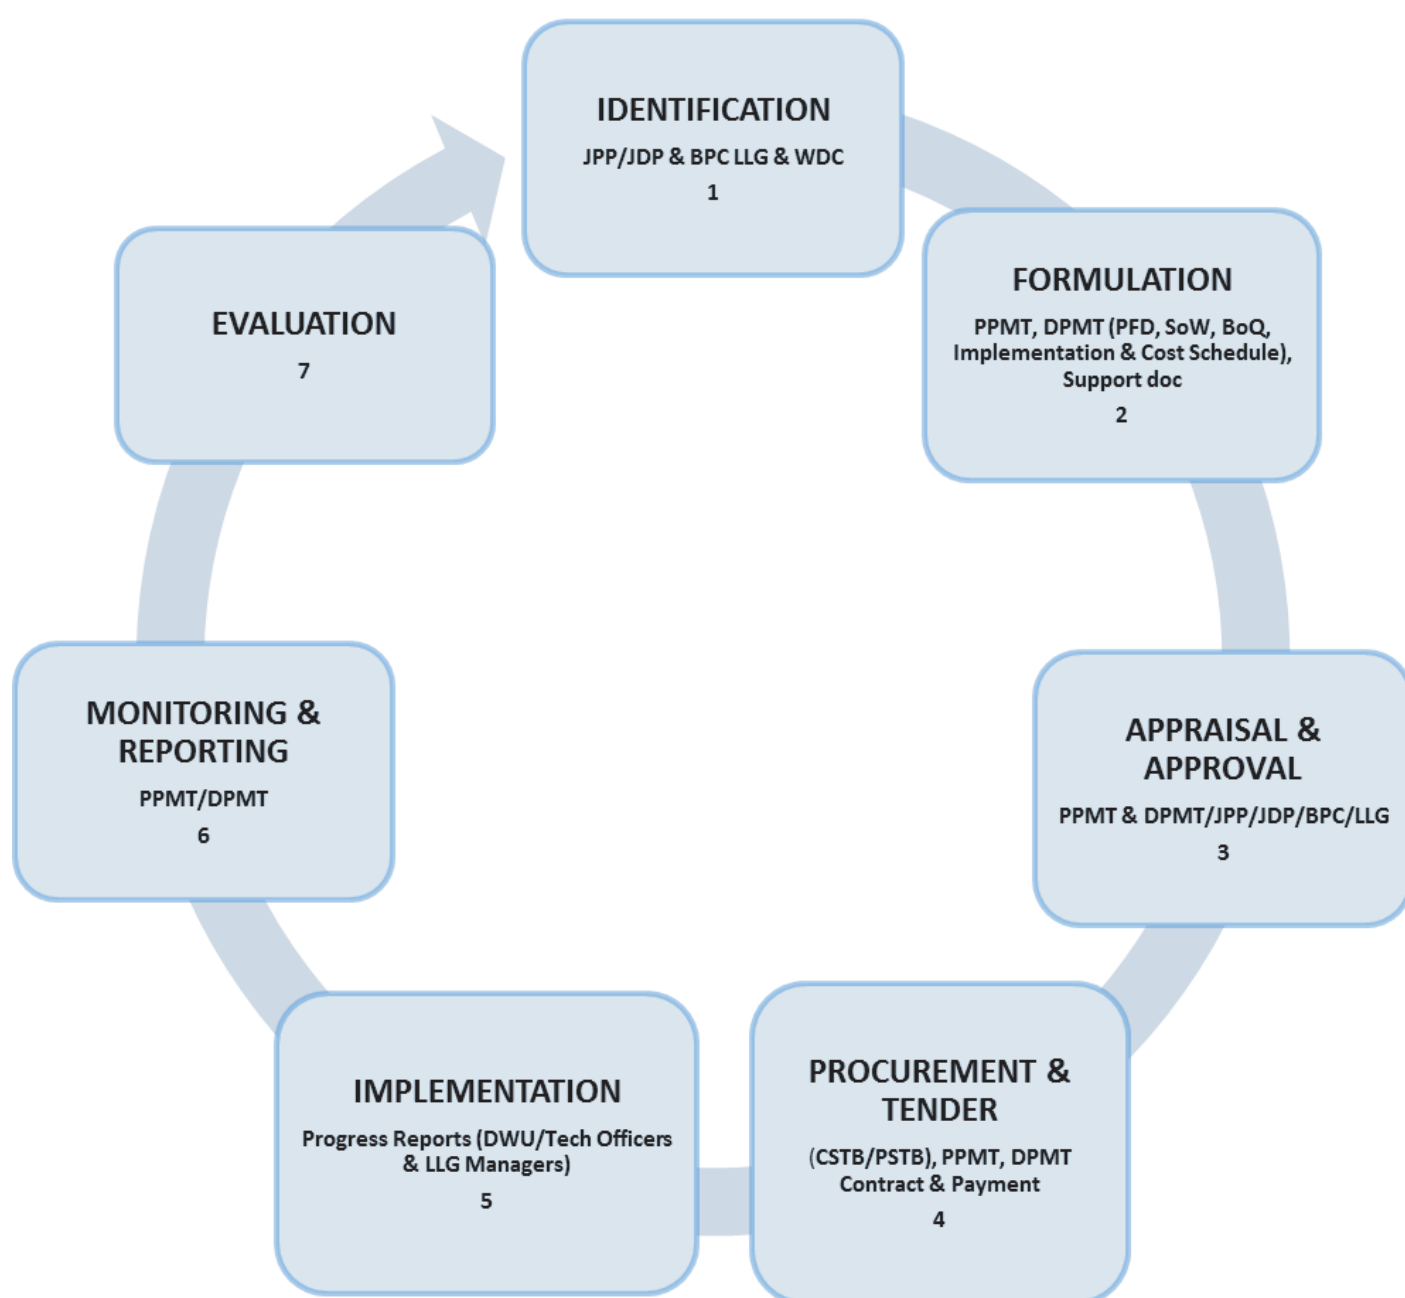 IDENTIFICATION
JPP/JDP & BPC LLG & WDC
1
FORMULATION
PPMT, DPMT (PFD, SoW, BoQ,
Implementation & Cost Schedule),
Support doc
2
APPRAISAL &
APPROVAL
PPMT & DPMT/JPP/JDP/BPC/LLG
3
PROCUREMENT &
TENDER
(CSTB/PSTB), PPMT, DPMT
Contract & Payment
4
IMPLEMENTATION
Progress Reports (DWU/Tech Officers
& LLG Managers)
5
MONITORING &
REPORTING
PPMT/DPMT
6
EVALUATION
7